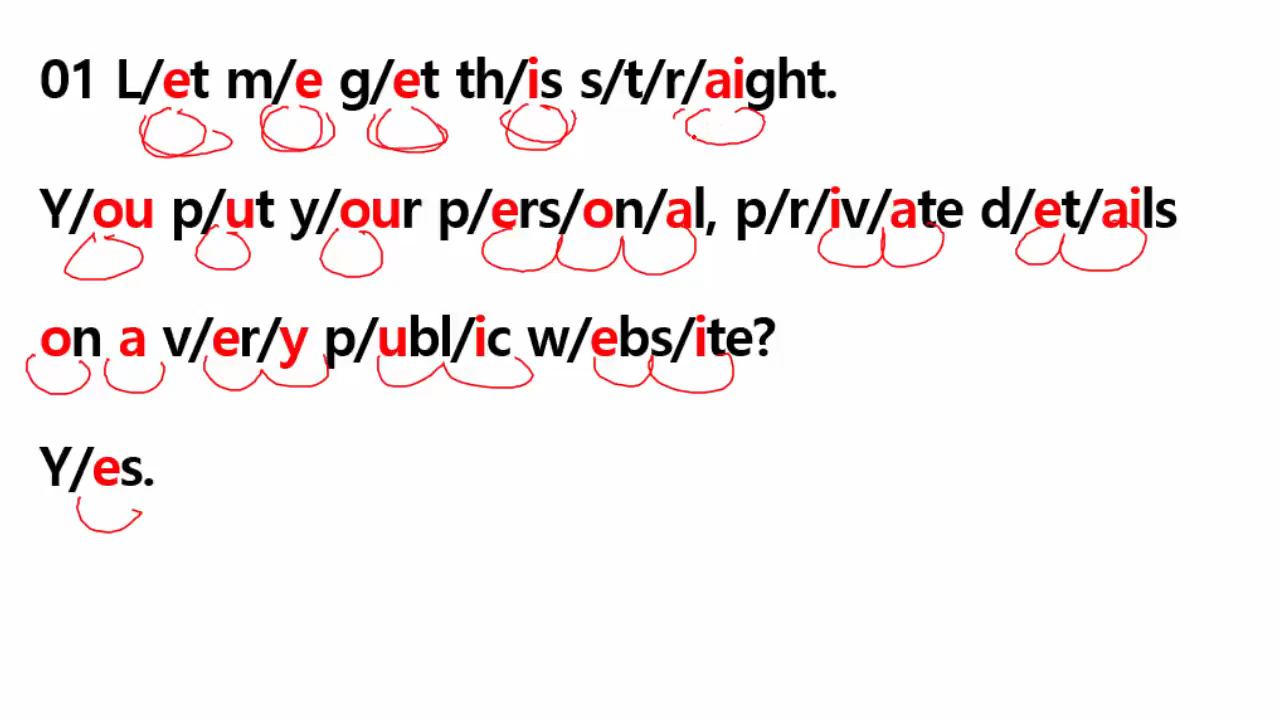 01 L/et m/e g/et th/is s/t/r/aight.
Y/ou p/ut y/our p/ers/on/al, p/r/iv/ate d/et/ails
on a v/er/y p/ubl/ic w/ebs/ite?
Y/es.